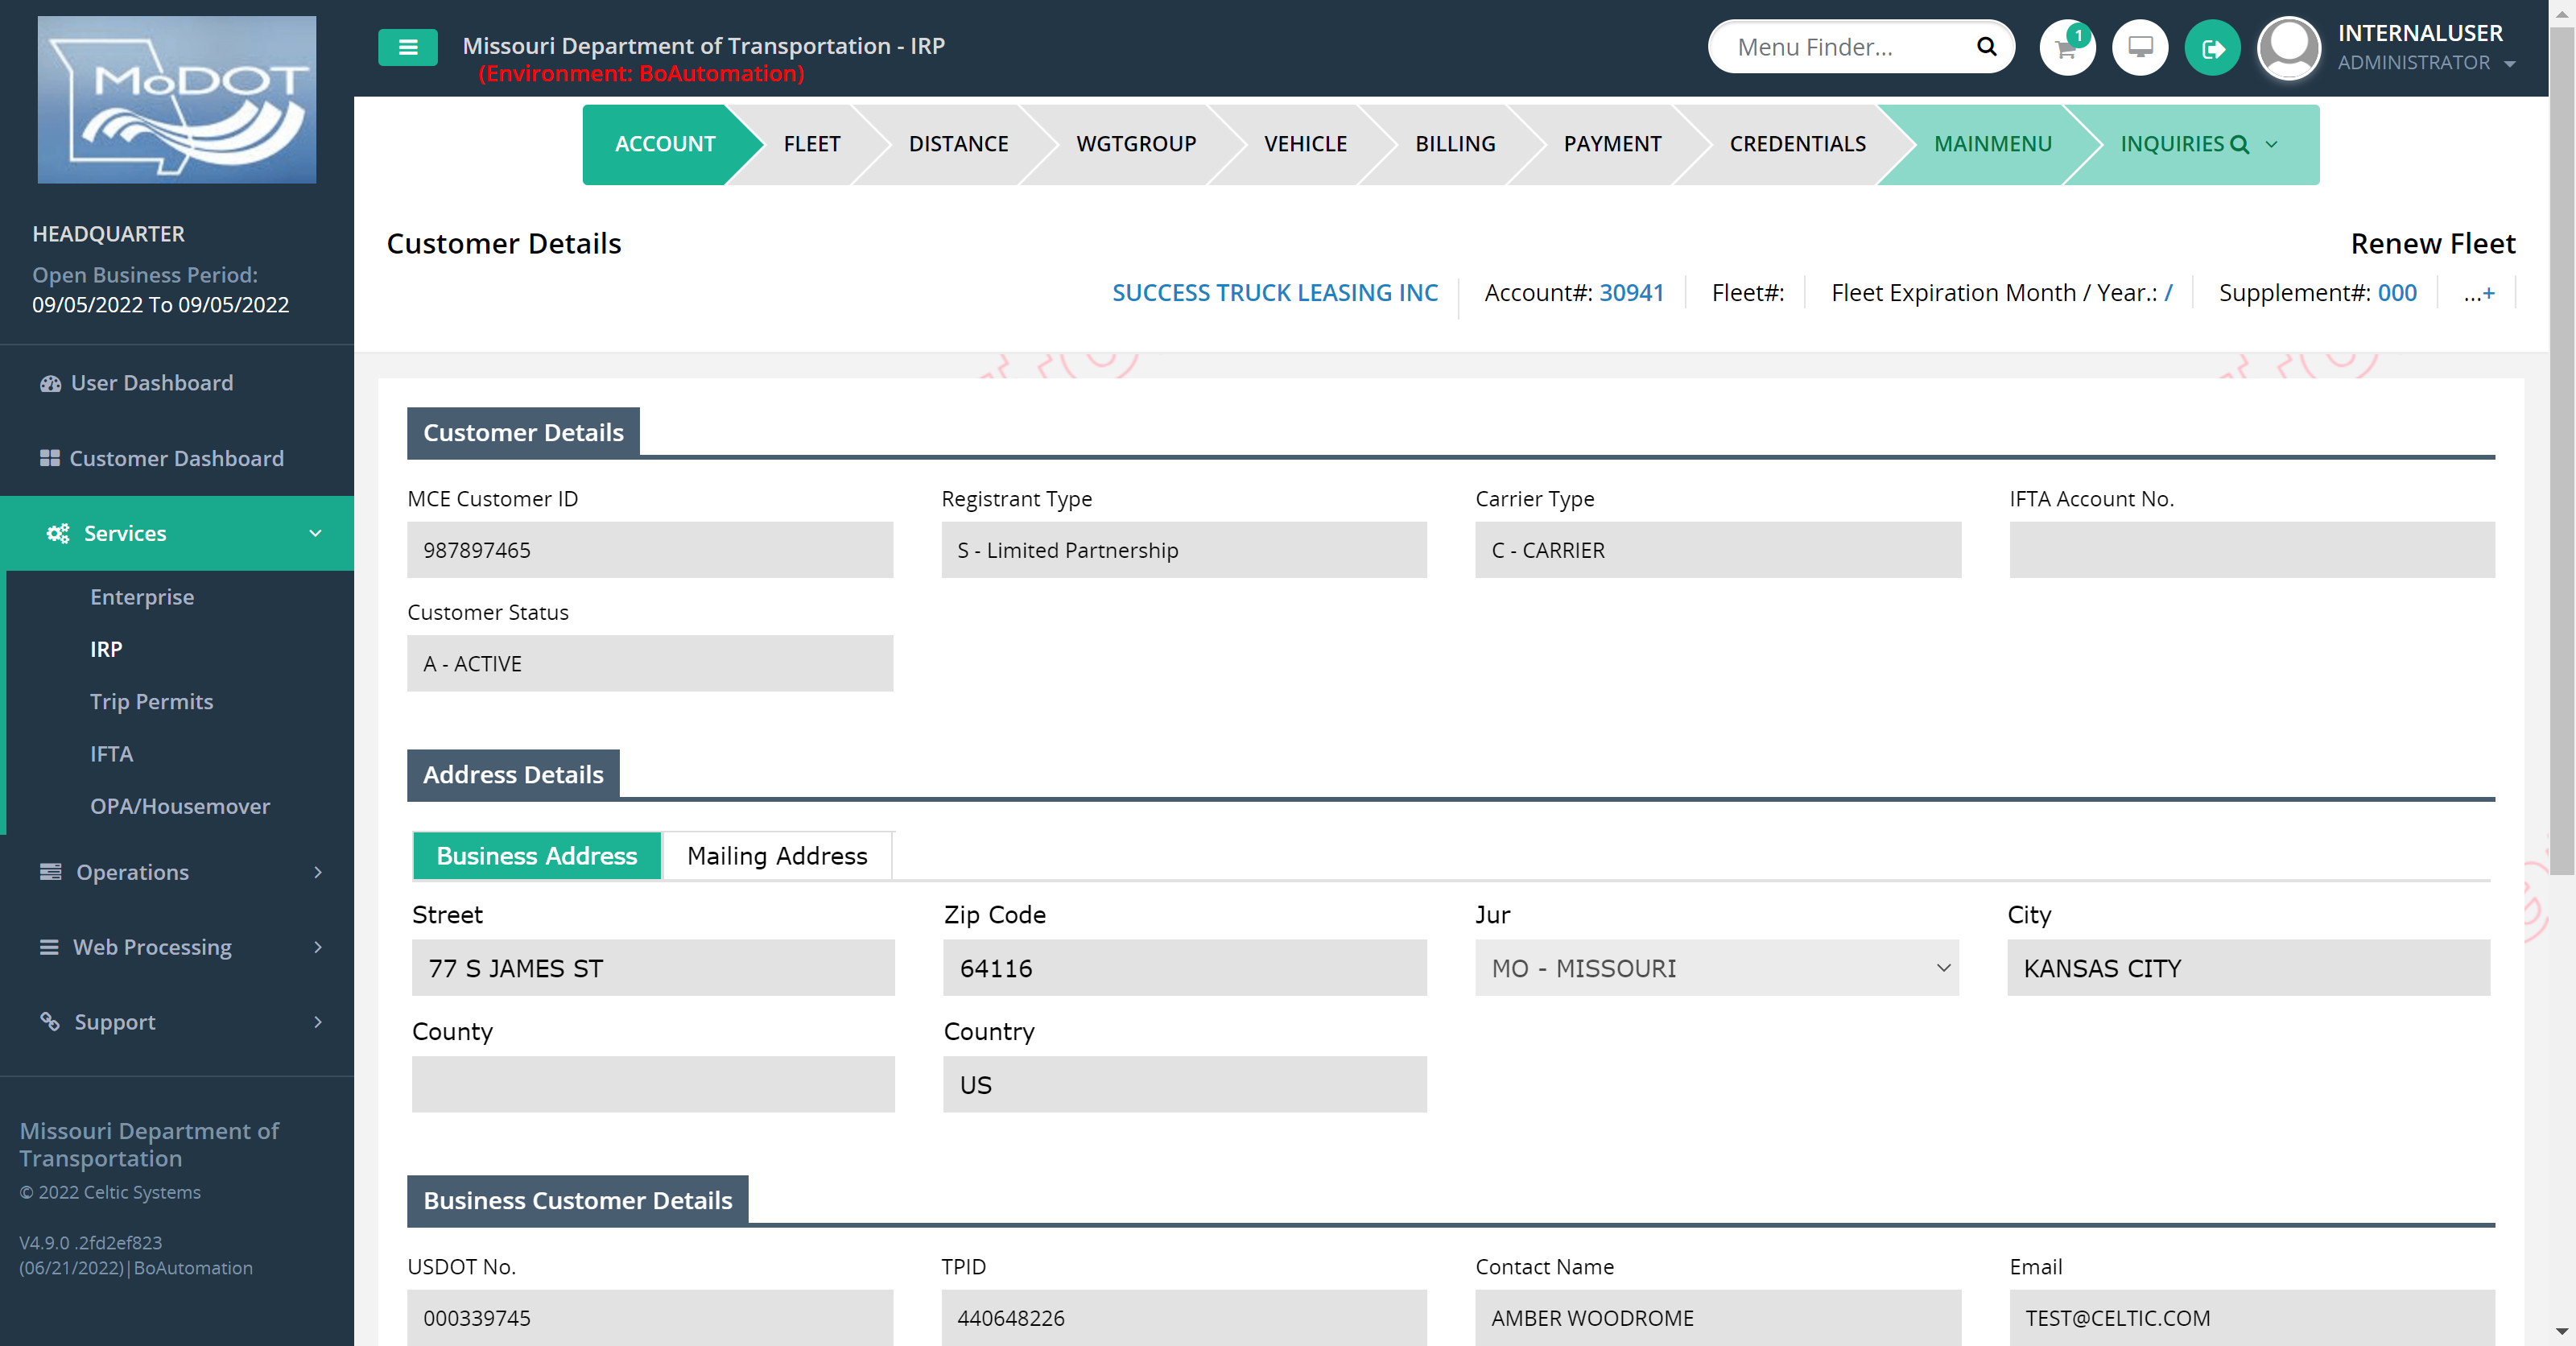 MoDOT
HEADQUARTER
Open Business Period:
09/05/2022 To 09/05/2022
User Dashboard
Customer Dashboard
Services
Enterprise
IRP
Trip Permits
IFTA
OPA/Housemover
Operations
Web Processing
Support
Missouri Department of
Transportation
© 2022 Celtic Systems
V4.9.0 .2fd2ef823
(06/21/2022)|BoAutomation
Missouri Department of Transportation - IRP
(Environment: BoAutomation)
Menu Finder...
1
INTERNALUSER
ADMINISTRATOR
ACCOUNT FLEET DISTANCE WGTGROUP VEHICLE BILLING PAYMENT CREDENTIALS MAINMENU INQUIRIES
Customer Details Renew Fleet
SUCCESS TRUCK LEASING INC Account#: 30941 Fleet#: Fleet Expiration Month / Year.: / Supplement#: 000 ...+
Customer Details
MCE Customer ID Registrant Type Carrier Type IFTA Account No.
987897465 S - Limited Partnership C - CARRIER
Customer Status
A - ACTIVE
Address Details
Business Address Mailing Address
Street Zip Code Jur City
77 S JAMES ST 64116 MO - MISSOURI KANSAS CITY
County Country
US
Business Customer Details
USDOT No. TPID Contact Name Email
000339745 440648226 AMBER WOODROME TEST@CELTIC.COM